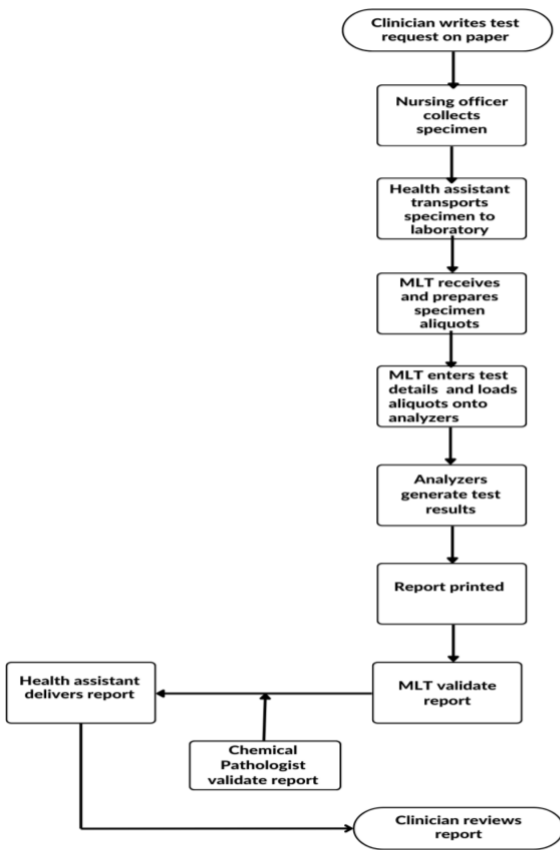 Clinician writes test
request on paper
Nursing officer
collects
specimen
Health assistant
transports
specimen to
laboratory
MLT receives
and prepares
specimen
aliquots
MLT enters test
details and loads
aliquots onto
analyzers
Analyzers
generate test
results
Report printed
MLT validate
report
Health assistant
delivers report
Chemical
Pathologist
validate report
Clinician reviews
report